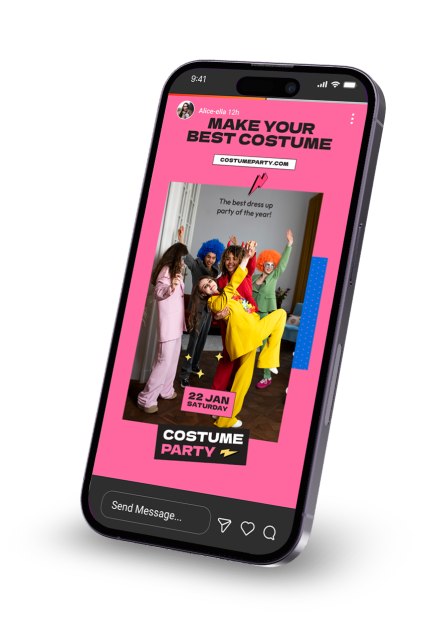 9:41
Alice-ella 12h
MAKE YOUR
BEST COSTUME
COSTUMEPARTY.COM
The best dress up
party of the year!
22 JAN
SATURDAY
COSTUME
PARTY
Send Message...